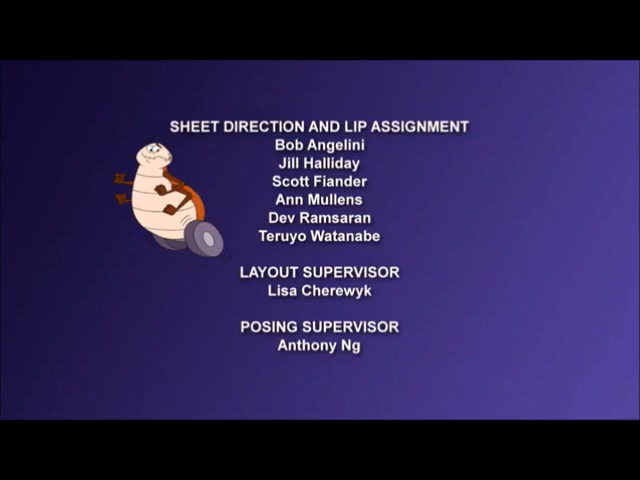 SHEET DIRECTION AND LIP ASSIGNMENT
Bob Angelini
Jill Halliday
Scott Fiander
Ann Mullens
Dev Ramsaran
Teruyo Watanabe
LAYOUT SUPERVISOR
Lisa Cherewyk
POSING SUPERVISOR
Anthony Ng